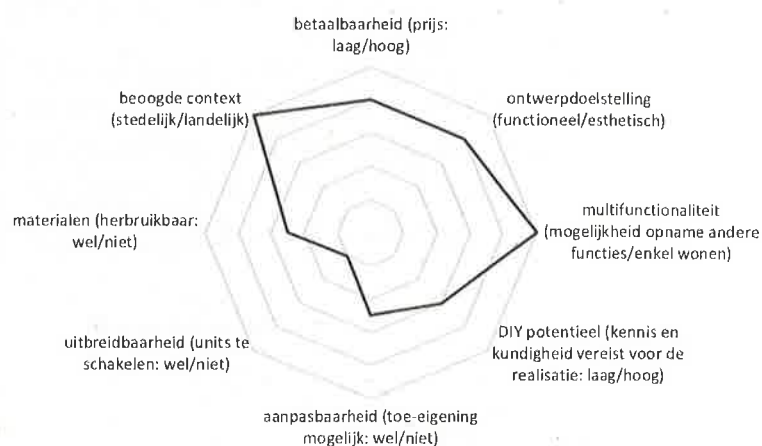 betaalbaarheid (prijs:
laag/hoog)
beoogde context
(stedelijk/landelijk)
ontwerpdoelstelling
(functioneel/esthetisch)
materialen (herbruikbaar:
wel/niet)
multifunctionaliteit
(mogelijkheid opname andere
functies/enkel wonen)
uitbreidbaarheid (units te
schakelen: wel/niet)
DIY potentieel (kennis en
kundigheid vereist voor de
realisatie: laag/hoog)
aanpasbaarheid (toe-eigening
mogelijk: wel/niet)